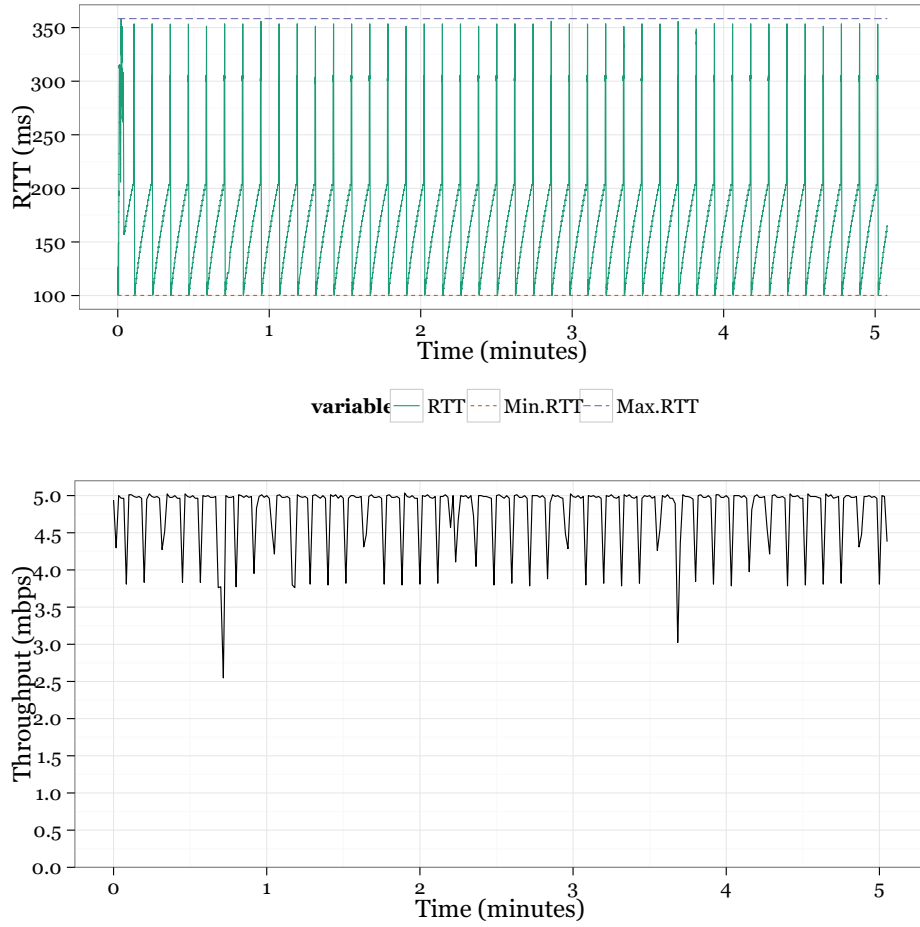 350
300
250
200
150
100
RTT (ms)
0 1 2 3 4 5
Time (minutes)
variable RTT Min.RTT Max.RTT
5.0
4.5
4.0
3.5
3.0
2.5
2.0
1.5
1.0
0.5
0.0
Throughput (mbps)
0 1 2 3 4 5
Time (minutes)